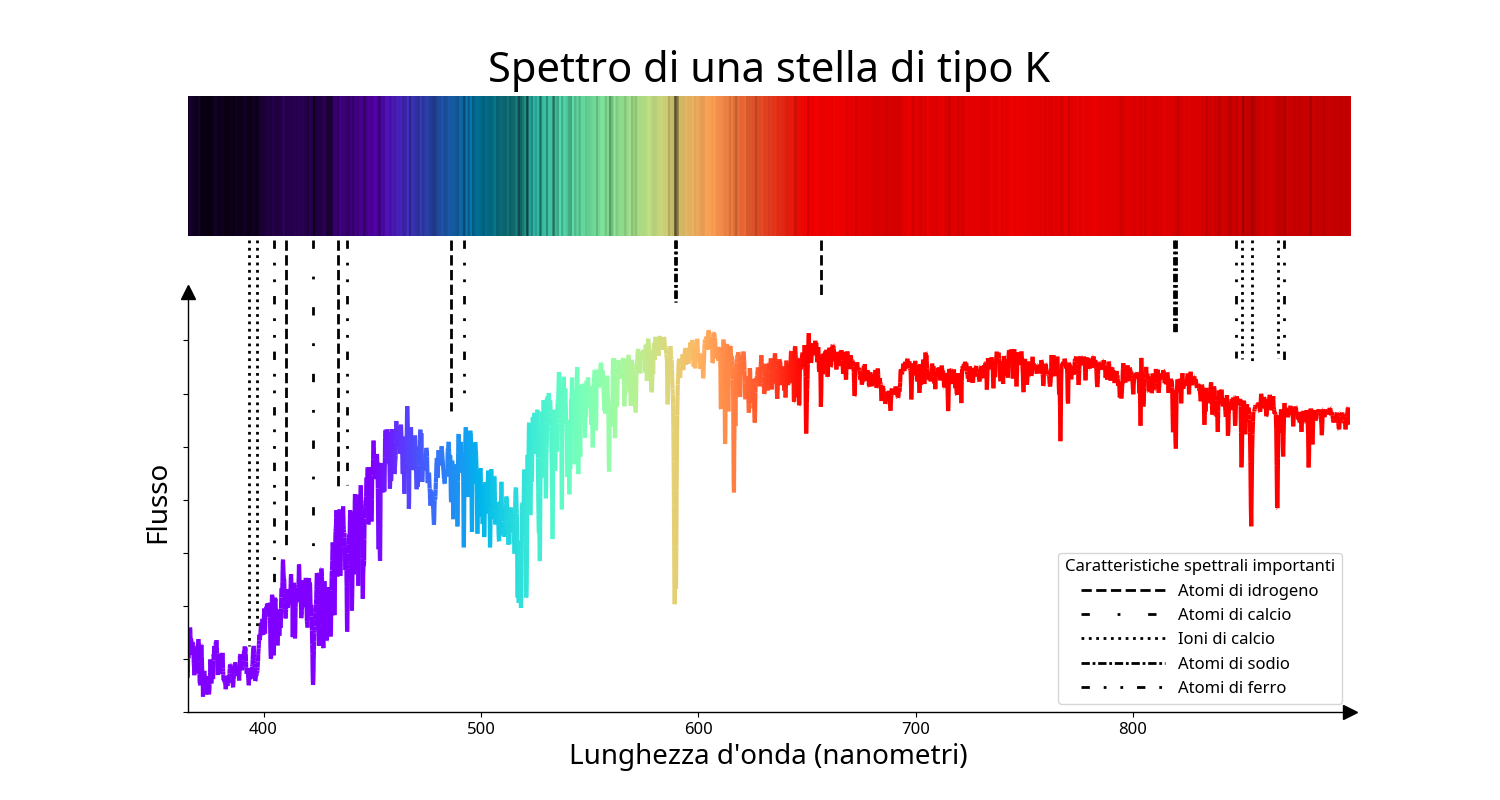 Spettro di una stella di tipo K
Flusso
Caratteristiche spettrali importanti
Atomi di idrogeno
Atomi di calcio
Ioni di calcio
Atomi di sodio
Atomi di ferro
400 500 600 700 800
Lunghezza d'onda (nanometri)